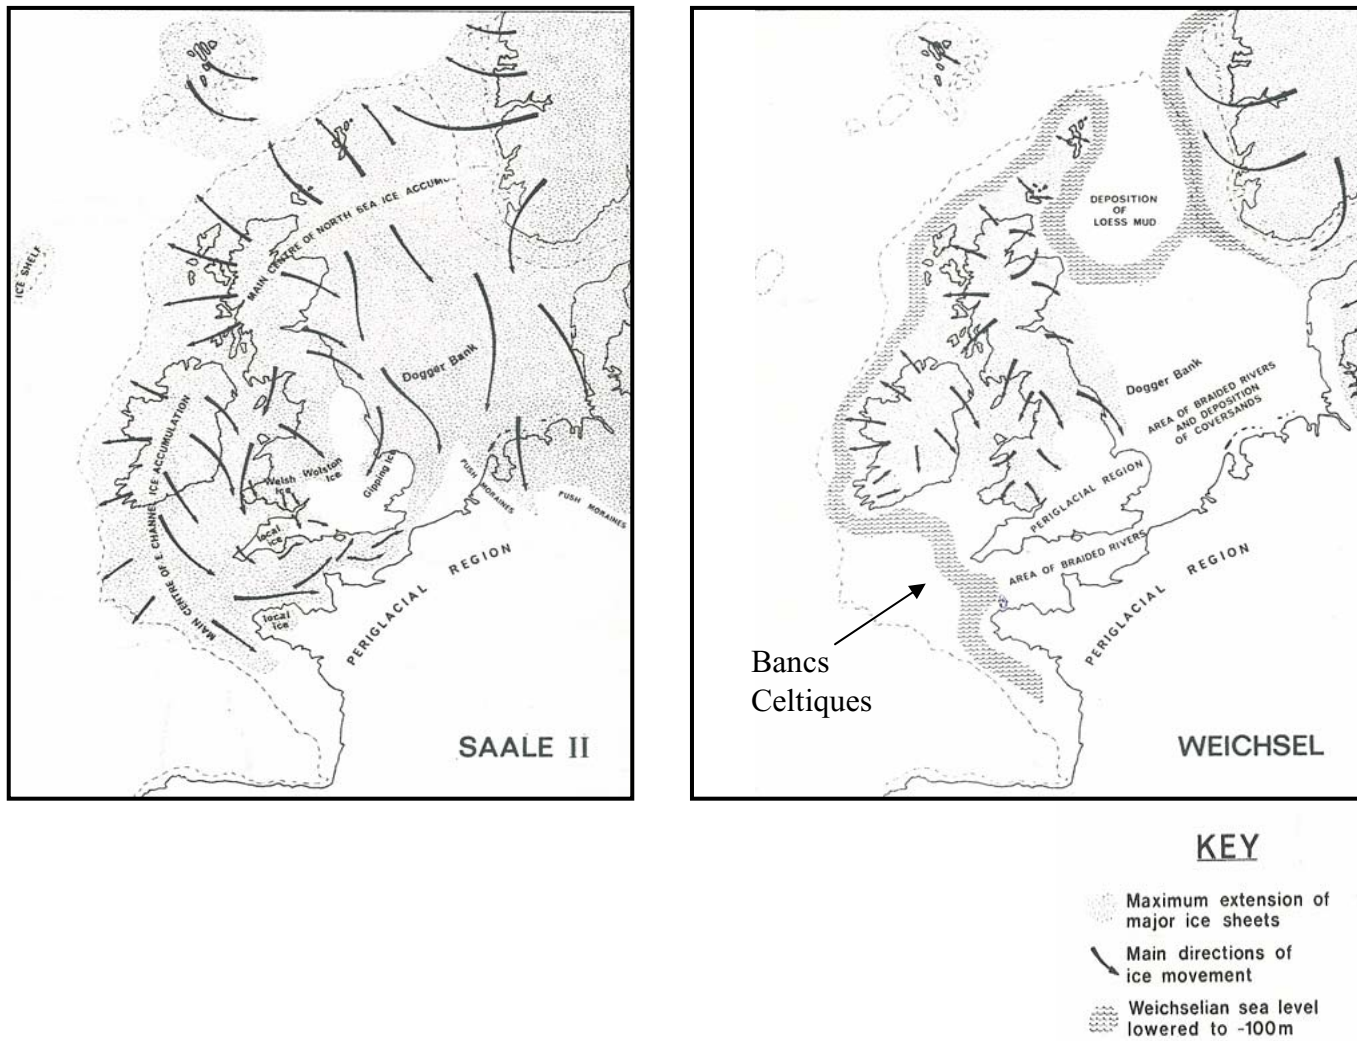 ICE SHELF
MAIN CENTRE OF NORTH SEA ICE ACCUM
Dogger Bank
MAIN CENTRE OF E CHANNEL ICE ACCUMULATION
Welsh
Ice
Wolston
Ice
Gipping Ice
PUSH MORAINES
PUSH MORAINES
local
ice
local
ice
PERIGLACIAL REGION
SAALE II
DEPOSITION
OF
LOESS MUD
Dogger Bank
AREA OF BRAIDED RIVERS
AND DEPOSITION
OF COVERSANDS
PERIGLACIAL REGION
AREA OF BRAIDED RIVERS
PERIGLACIAL REGION
Bancs
Celtiques
WEICHSEL
KEY
Maximum extension of
major ice sheets
Main directions of
ice movement
Weichselian sea level
lowered to -100m